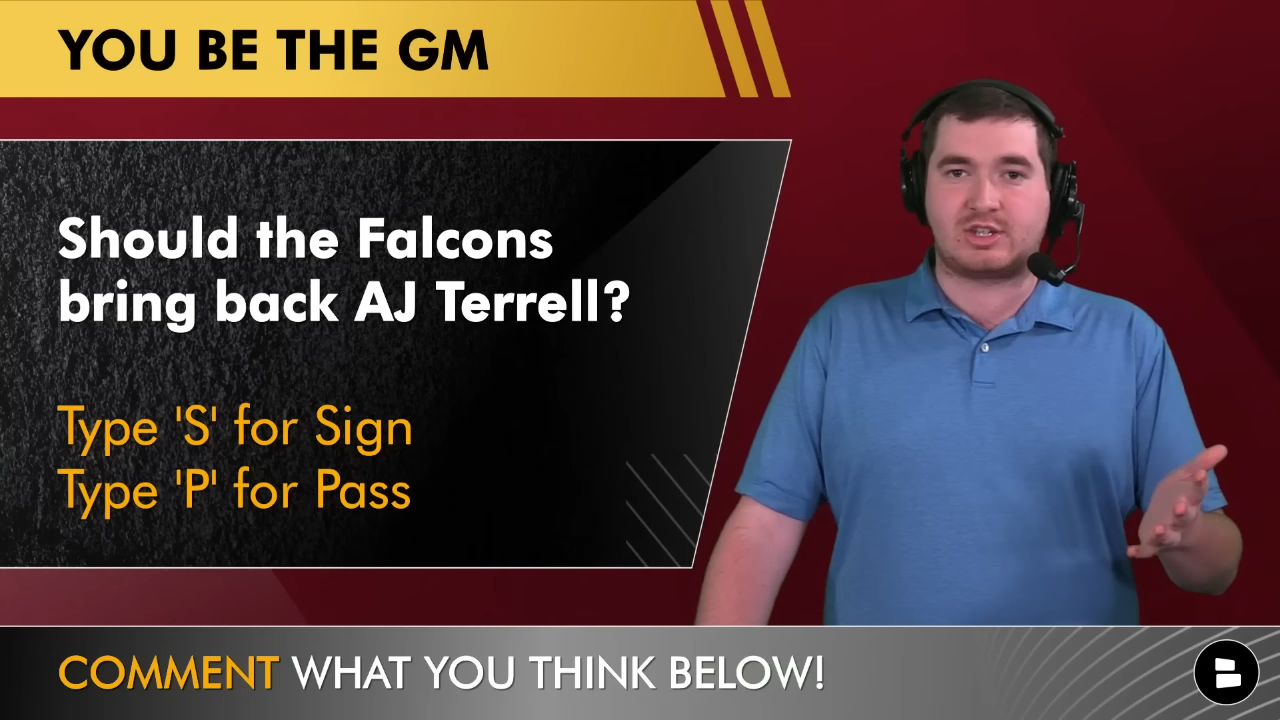 YOU BE THE GM
Should the Falcons
bring back AJ Terrell?
Type 'S' for Sign
Type 'P' for Pass
COMMENT WHAT YOU THINK BELOW!